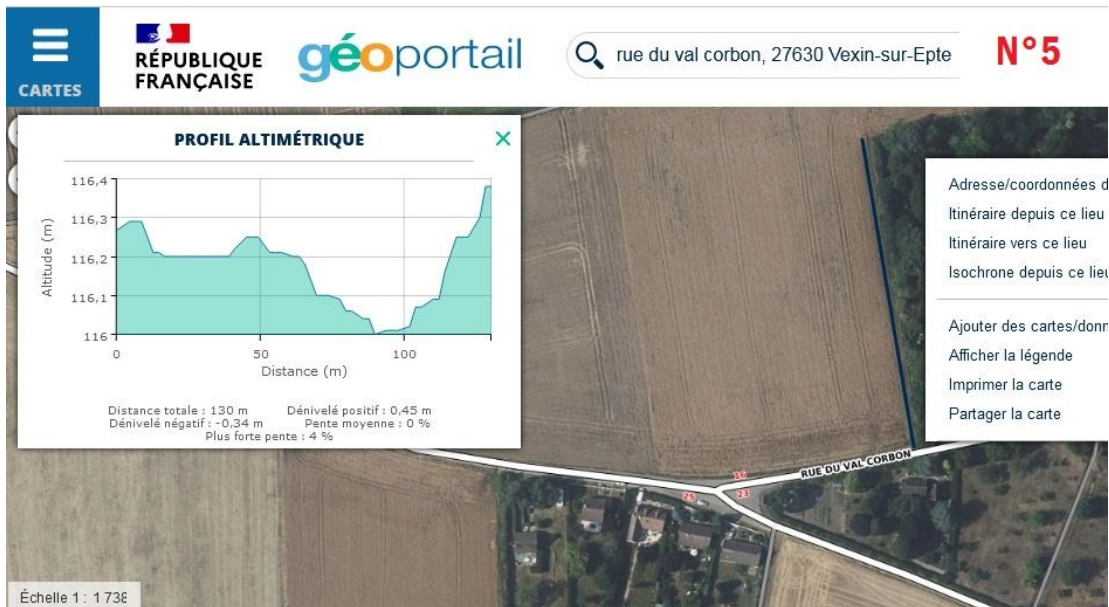 CARTES
RÉPUBLIQUE
FRANÇAISE
géoportail
rue du val corbon, 27630 Vexin-sur-Epte
N°5
PROFIL ALTIMÉTRIQUE
116,4
116,3
116,2
116,1
116
Altitude (m)
0 50 100
Distance (m)
Distance totale : 130 m Dénivelé positif : 0,45 m
Dénivelé négatif : -0,34 m Pente moyenne : 0 %
Plus forte pente : 4 %
Adresse/coordonnées d
Itinéraire depuis ce lieu
Itinéraire vers ce lieu
Isochrone depuis ce lieu
Ajouter des cartes/donn
Afficher la légende
Imprimer la carte
Partager la carte
RUE DU VAL CORBON
16
25 23
Échelle 1 : 1 738